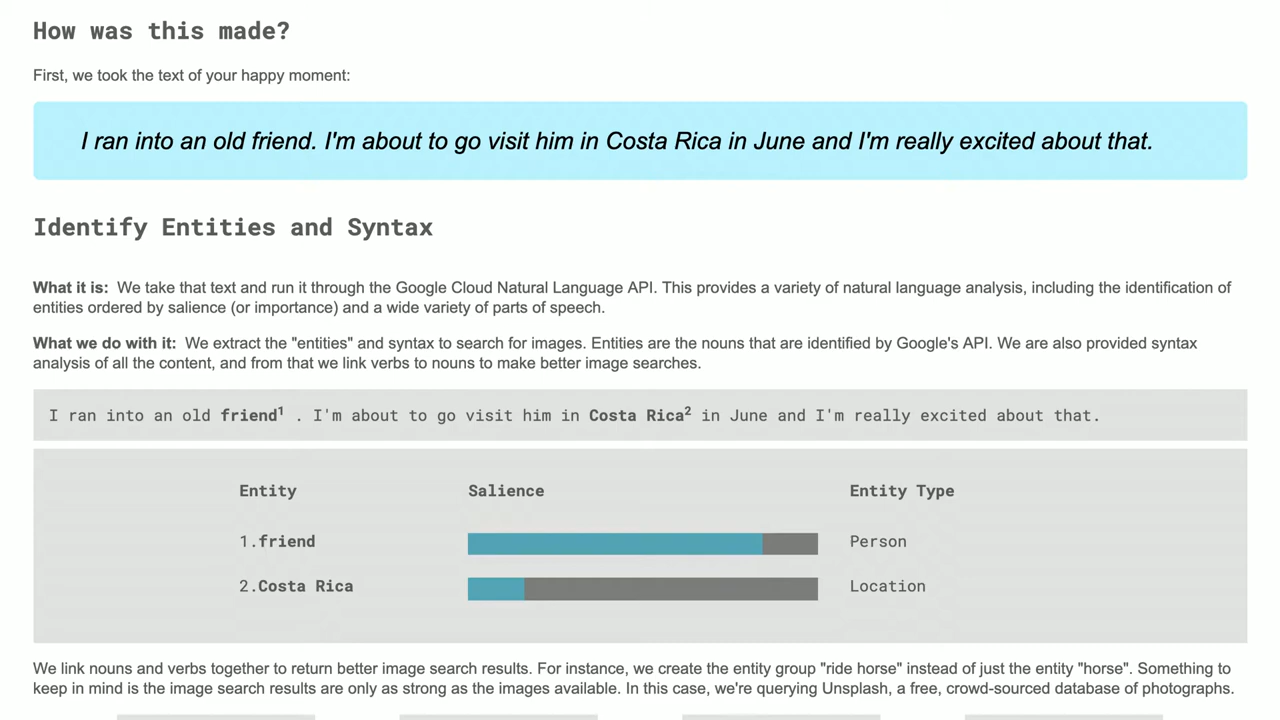 How was this made?
First, we took the text of your happy moment:
I ran into an old friend. I'm about to go visit him in Costa Rica in June and I'm really excited about that.
Identify Entities and Syntax
What it is: We take that text and run it through the Google Cloud Natural Language API. This provides a variety of natural language analysis, including the identification of
entities ordered by salience (or importance) and a wide variety of parts of speech.
What we do with it: We extract the "entities" and syntax to search for images. Entities are the nouns that are identified by Google's API. We are also provided syntax
analysis of all the content, and from that we link verbs to nouns to make better image searches.
I ran into an old friend¹ . I'm about to go visit him in Costa Rica² in June and I'm really excited about that.
Entity Salience Entity Type
1.friend Person
2.Costa Rica Location
We link nouns and verbs together to return better image search results. For instance, we create the entity group "ride horse" instead of just the entity "horse". Something to
keep in mind is the image search results are only as strong as the images available. In this case, we're querying Unsplash, a free, crowd-sourced database of photographs.